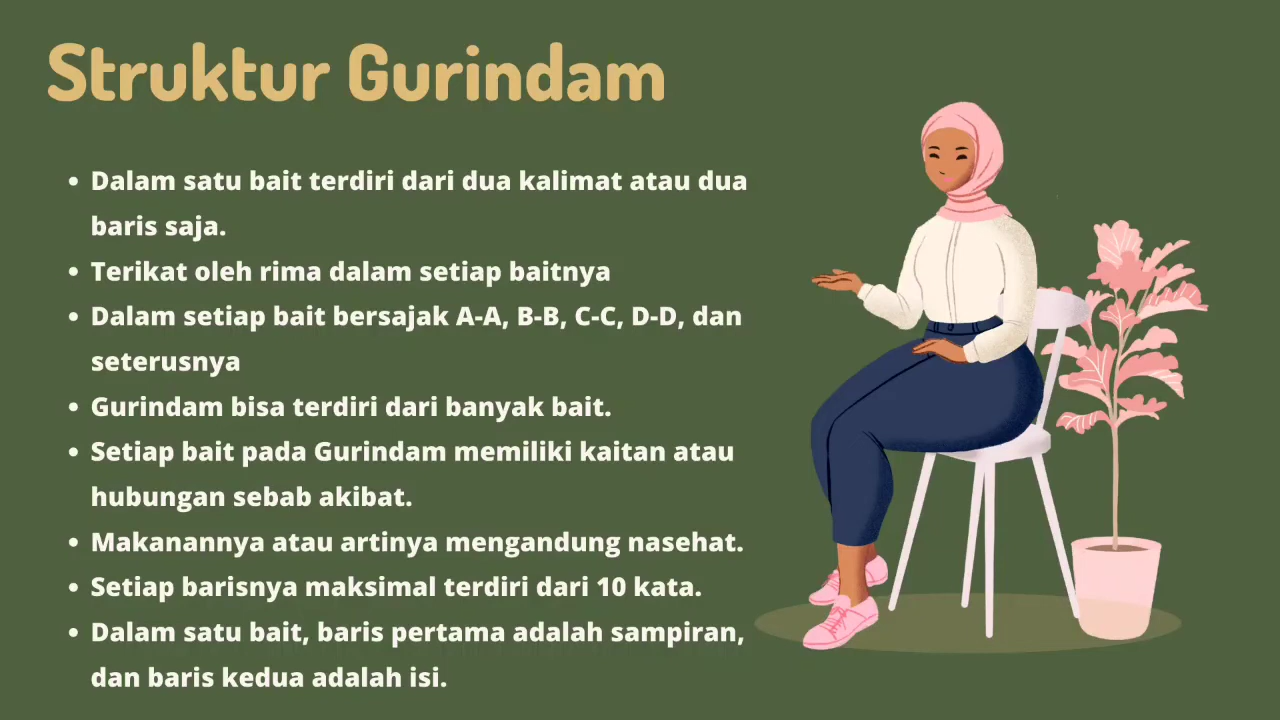 Struktur Gurindam
• Dalam satu bait terdiri dari dua kalimat atau dua
baris saja.
• Terikat oleh rima dalam setiap baitnya
• Dalam setiap bait bersajak A-A, B-B, C-C, D-D, dan
seterusnya
• Gurindam bisa terdiri dari banyak bait.
• Setiap bait pada Gurindam memiliki kaitan atau
hubungan sebab akibat.
• Makanannya atau artinya mengandung nasehat.
• Setiap barisnya maksimal terdiri dari 10 kata.
• Dalam satu bait, baris pertama adalah sampiran,
dan baris kedua adalah isi.